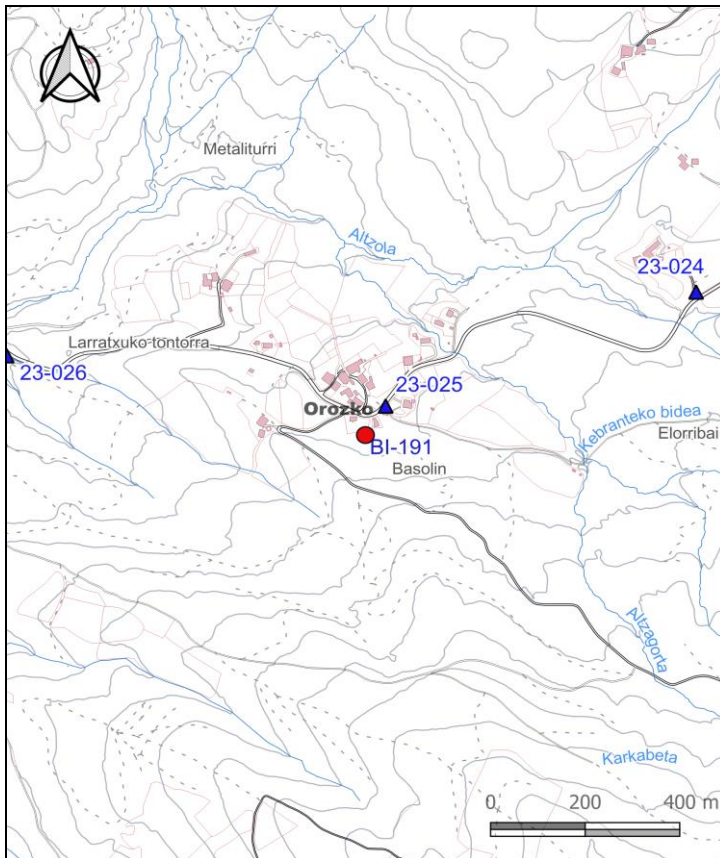 Metaliturri
Altzola
23-024
Larratxuko tontorra
23-026
23-025
Orozko
Kebranteko bidea
BI-191
Elorribai
Basolin
Altzagorta
Karkabeta
0 200 400 m